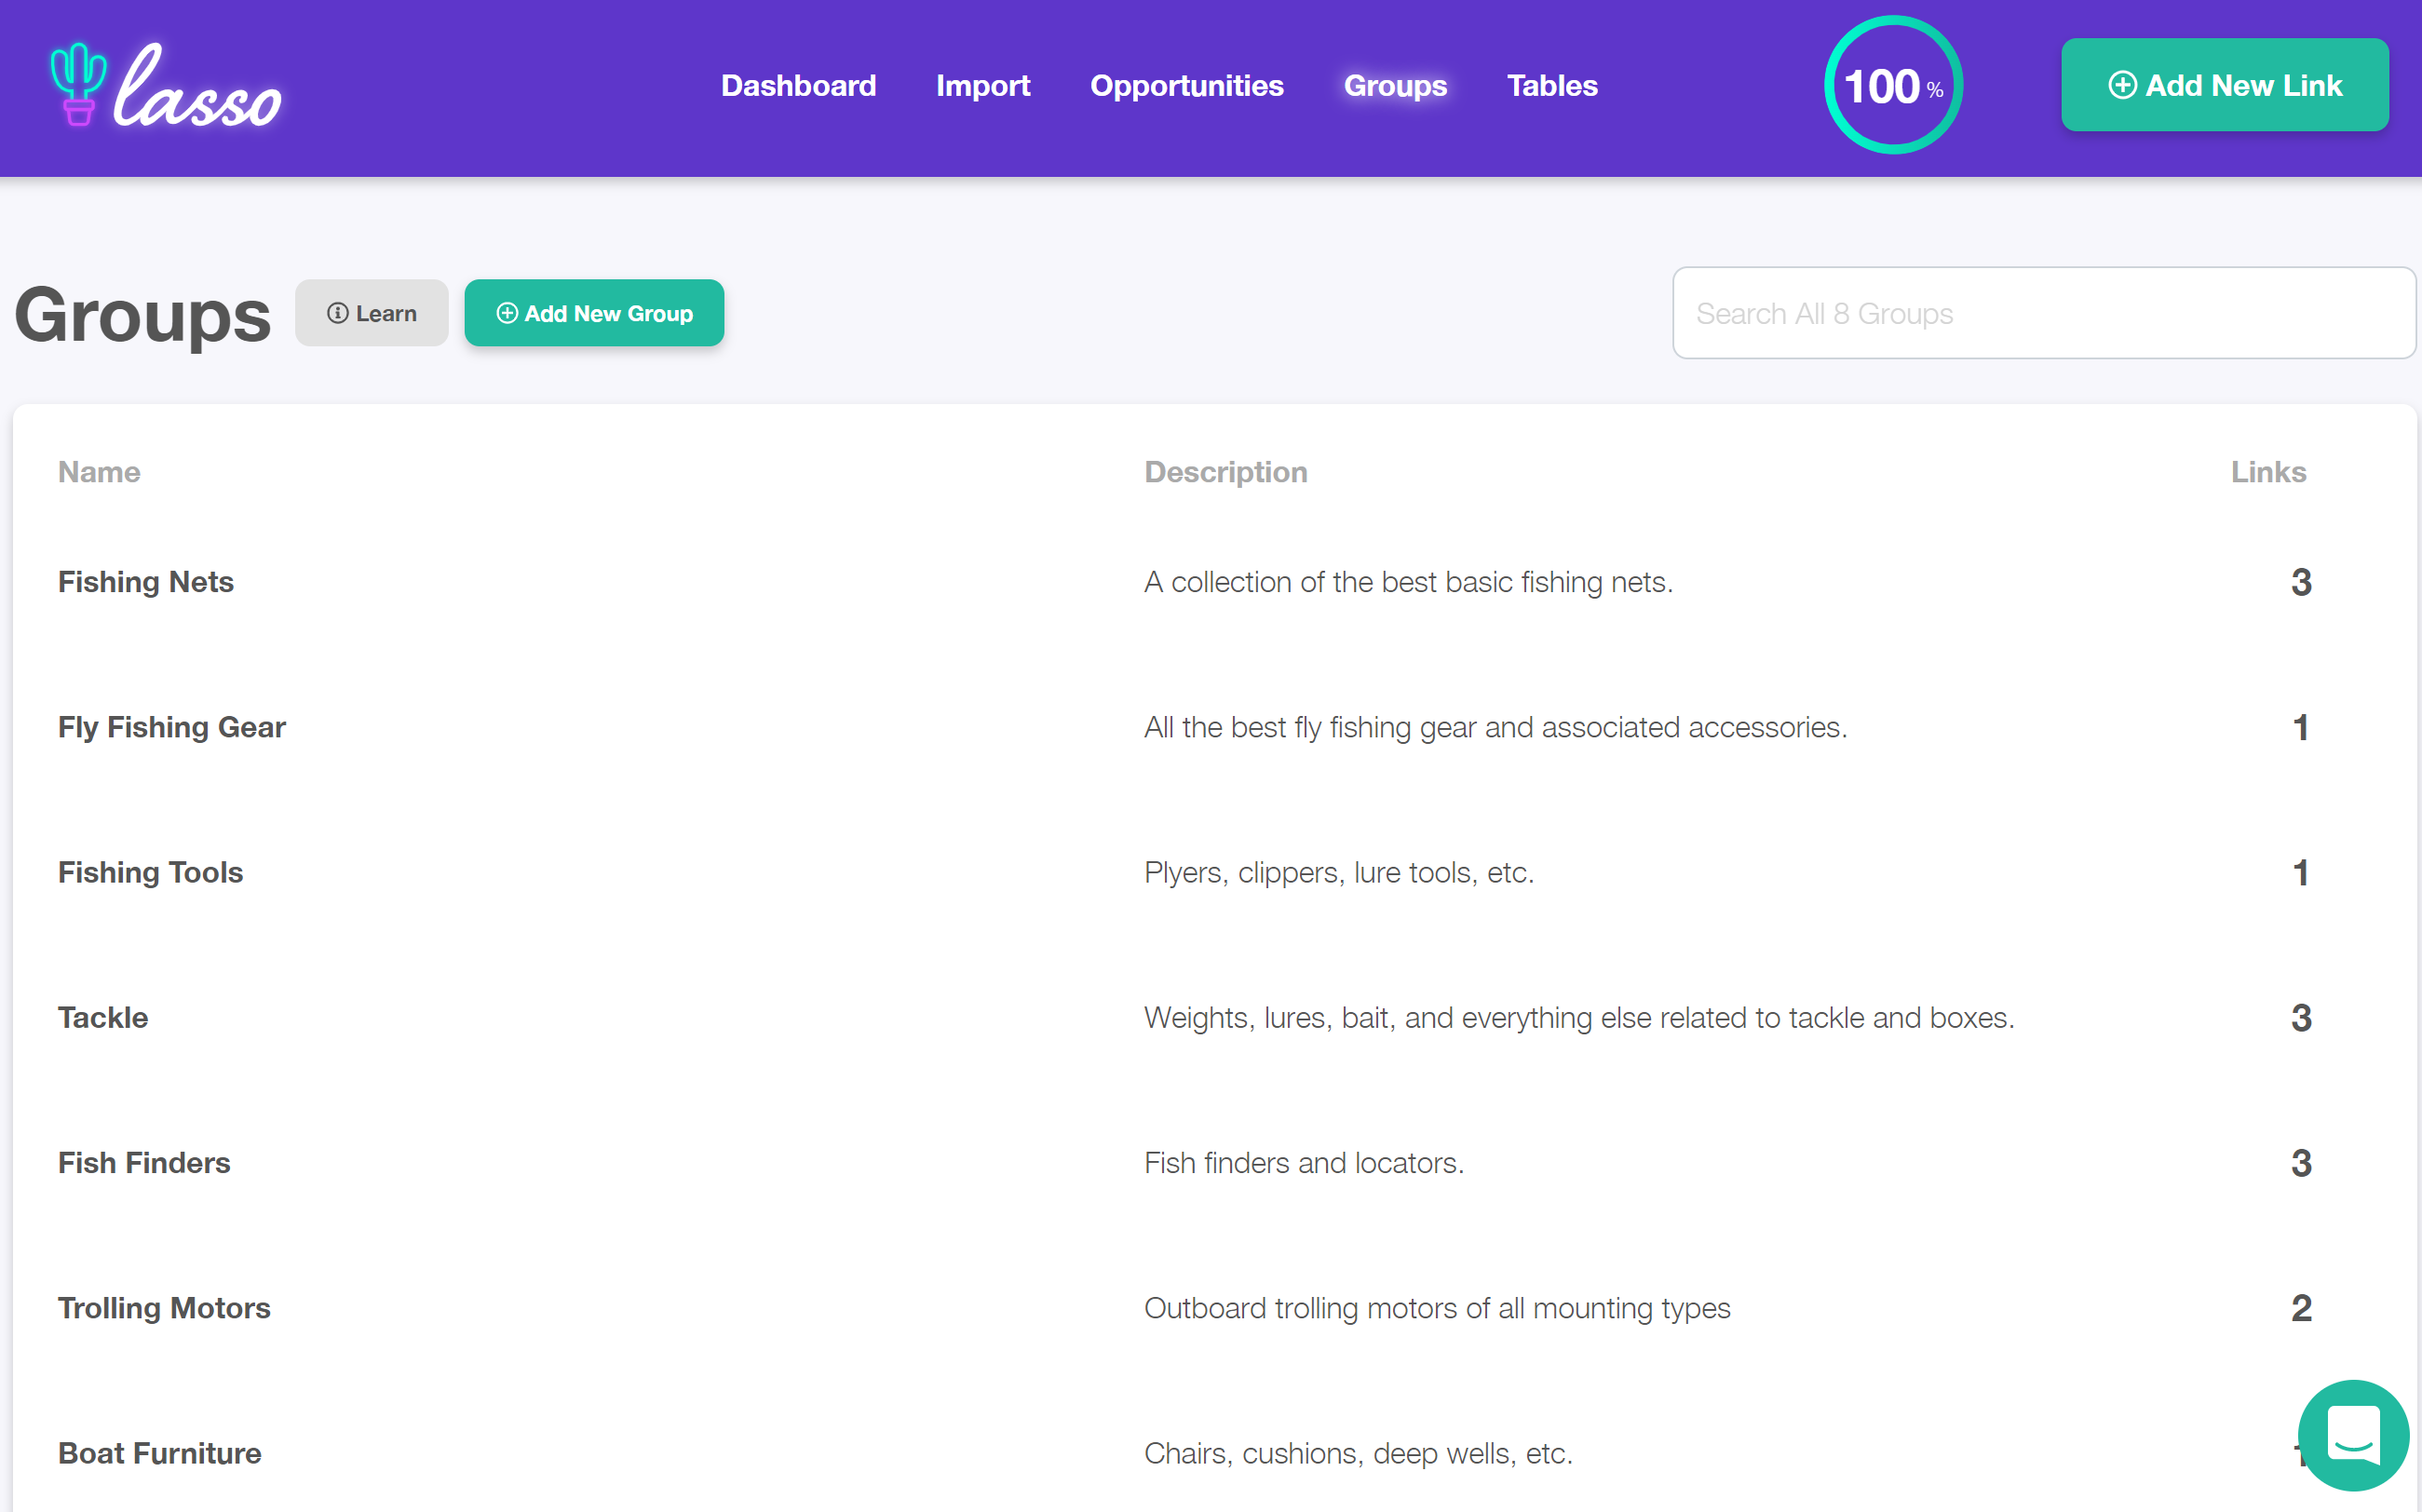 lasso
Dashboard Import Opportunities Groups Tables
100 %
Add New Link
Groups
Learn
Add New Group
Search All 8 Groups
Name Description Links
Fishing Nets A collection of the best basic fishing nets. 3
Fly Fishing Gear All the best fly fishing gear and associated accessories. 1
Fishing Tools Plyers, clippers, lure tools, etc. 1
Tackle Weights, lures, bait, and everything else related to tackle and boxes. 3
Fish Finders Fish finders and locators. 3
Trolling Motors Outboard trolling motors of all mounting types 2
Boat Furniture Chairs, cushions, deep wells, etc.